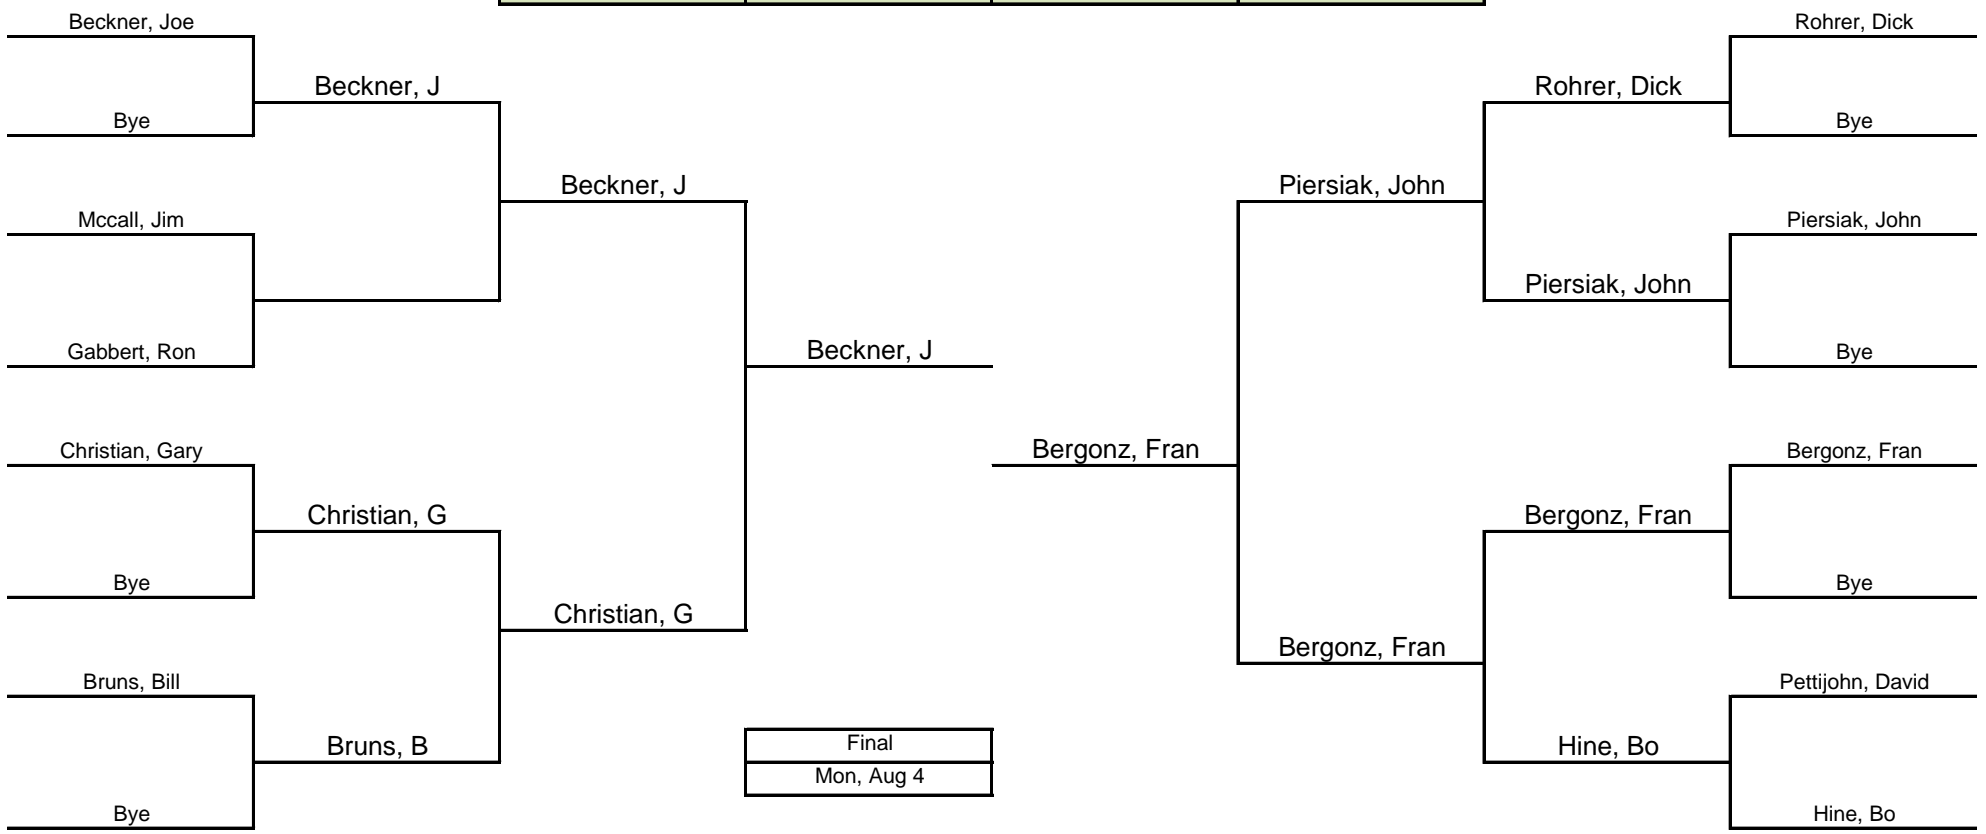 Beckner, Joe
Rohrer, Dick
Beckner, J
Rohrer, Dick
Bye
Bye
Beckner, J
Piersiak, John
Mccall, Jim
Piersiak, John
Piersiak, John
Gabbert, Ron
Beckner, J
Bye
Christian, Gary
Bergonz, Fran
Bergonz, Fran
Christian, G
Bergonz, Fran
Bye
Bye
Christian, G
Bergonz, Fran
Bruns, Bill
Pettijohn, David
Bruns, B
Final
Hine, Bo
Mon, Aug 4
Bye
Hine, Bo